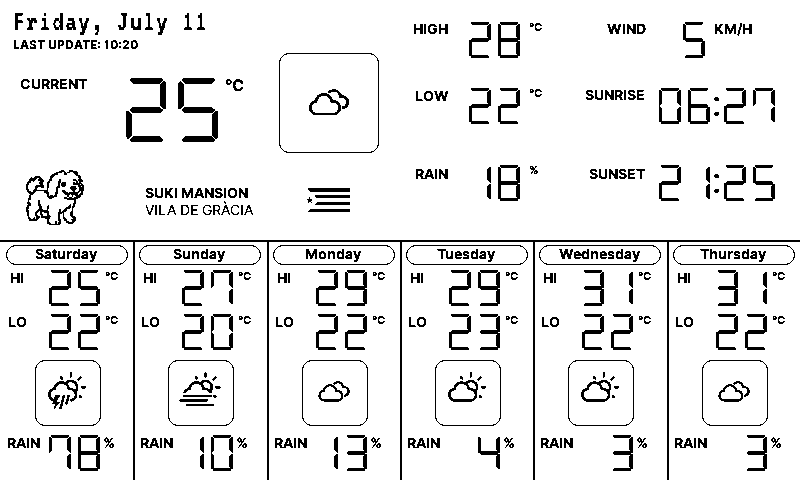 Friday, July 11
LAST UPDATE: 10:20
CURRENT 25 °C
HIGH 28 °C
LOW 22 °C
RAIN 18 %
WIND 5 KM/H
SUNRISE 06:27
SUNSET 21:25
SUKI MANSION
VILA DE GRÀCIA
Saturday
HI 25 °C
LO 22 °C
RAIN 78 %
Sunday
HI 27 °C
LO 20 °C
RAIN 10 %
Monday
HI 29 °C
LO 22 °C
RAIN 13 %
Tuesday
HI 29 °C
LO 23 °C
RAIN 4 %
Wednesday
HI 31 °C
LO 22 °C
RAIN 3 %
Thursday
HI 31 °C
LO 22 °C
RAIN 3 %